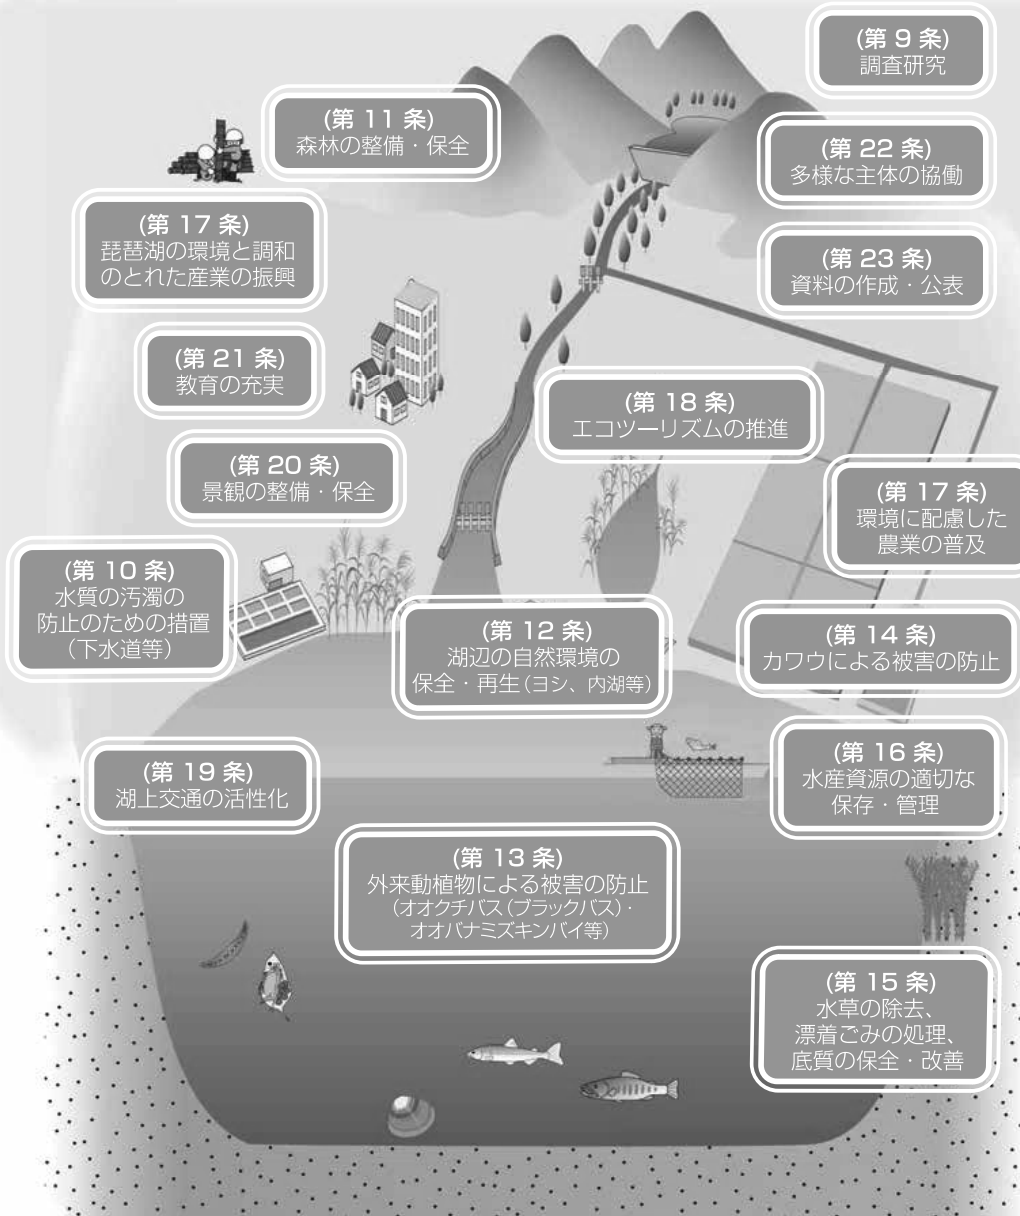 (第 9 条)
調査研究
(第 11 条)
森林の整備・保全
(第 22 条)
多様な主体の協働
(第 17 条)
琵琶湖の環境と調和
のとれた産業の振興
(第 23 条)
資料の作成・公表
(第 21 条)
教育の充実
(第 18 条)
エコツーリズムの推進
(第 20 条)
景観の整備・保全
(第 17 条)
環境に配慮した
農業の普及
(第 10 条)
水質の汚濁の
防止のための措置
(下水道等)
(第 12 条)
湖辺の自然環境の
保全・再生(ヨシ、内湖等)
(第 14 条)
カワウによる被害の防止
(第 19 条)
湖上交通の活性化
(第 16 条)
水産資源の適切な
保存・管理
(第 13 条)
外来動植物による被害の防止
(オオクチバス(ブラックバス)・
オオバナミズキンバイ等)
(第 15 条)
水草の除去、
漂着ごみの処理、
底質の保全・改善